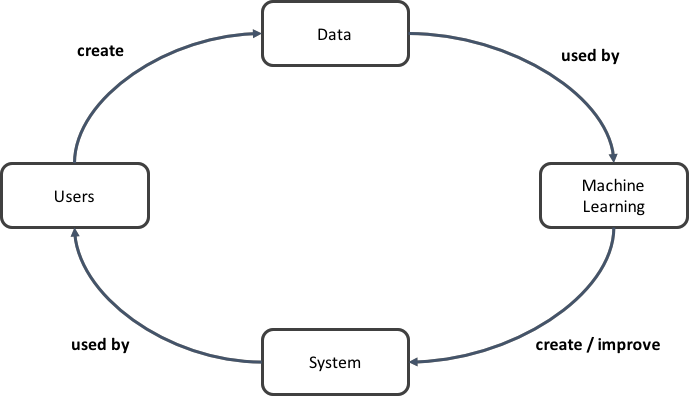 Data
create
used by
Users
Machine
Learning
used by
create / improve
System